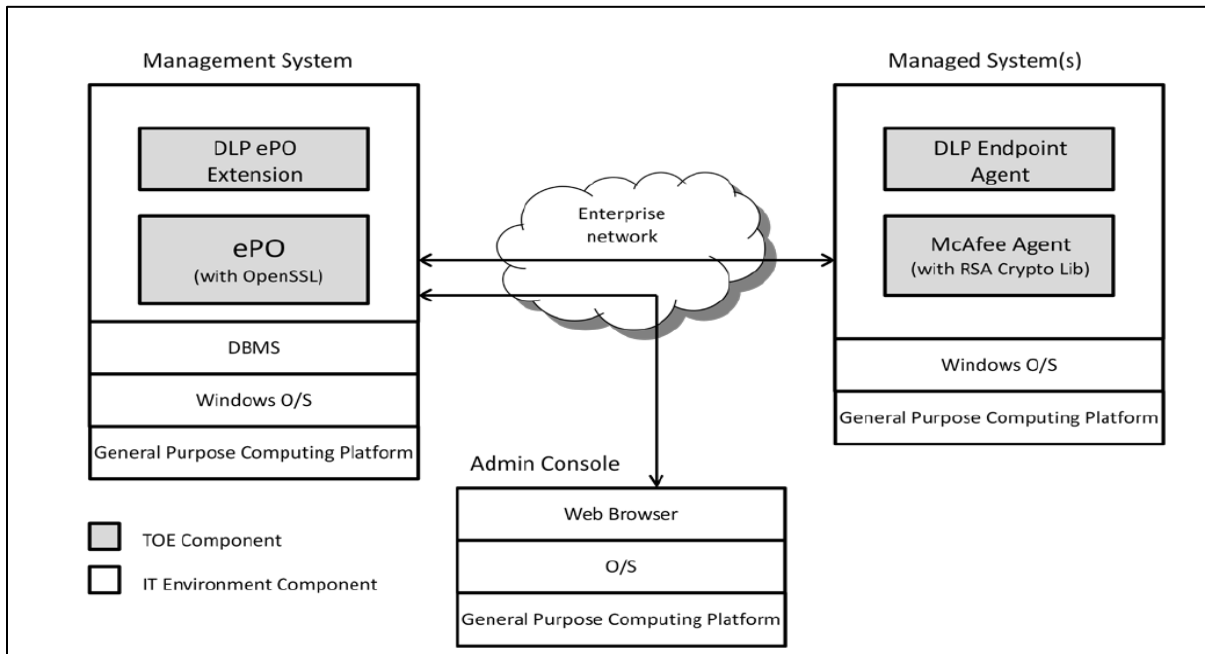 Management System
DLP ePO
Extension
ePO
(with OpenSSL)
DBMS
Windows O/S
General Purpose Computing Platform
Enterprise
network
Managed System(s)
DLP Endpoint
Agent
McAfee Agent
(with RSA Crypto Lib)
Windows O/S
General Purpose Computing Platform
Admin Console
Web Browser
O/S
General Purpose Computing Platform
TOE Component
IT Environment Component